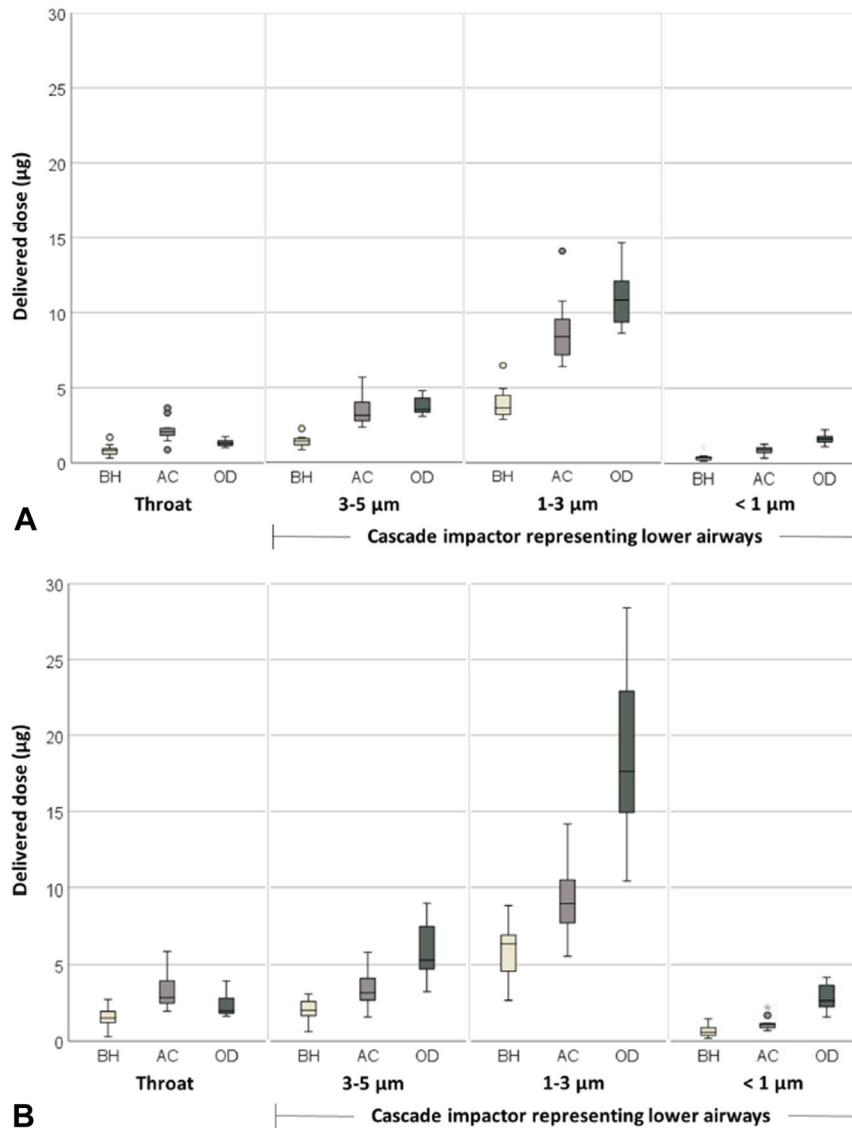 30
25
20
15
10
5
0
Delivered dose (µg)
BH AC OD BH AC OD BH AC OD BH AC OD
Throat 3-5 µm 1-3 µm < 1 µm
A
Cascade impactor representing lower airways
30
25
20
15
10
5
0
Delivered dose (µg)
BH AC OD BH AC OD BH AC OD BH AC OD
Throat 3-5 µm 1-3 µm < 1 µm
B
Cascade impactor representing lower airways